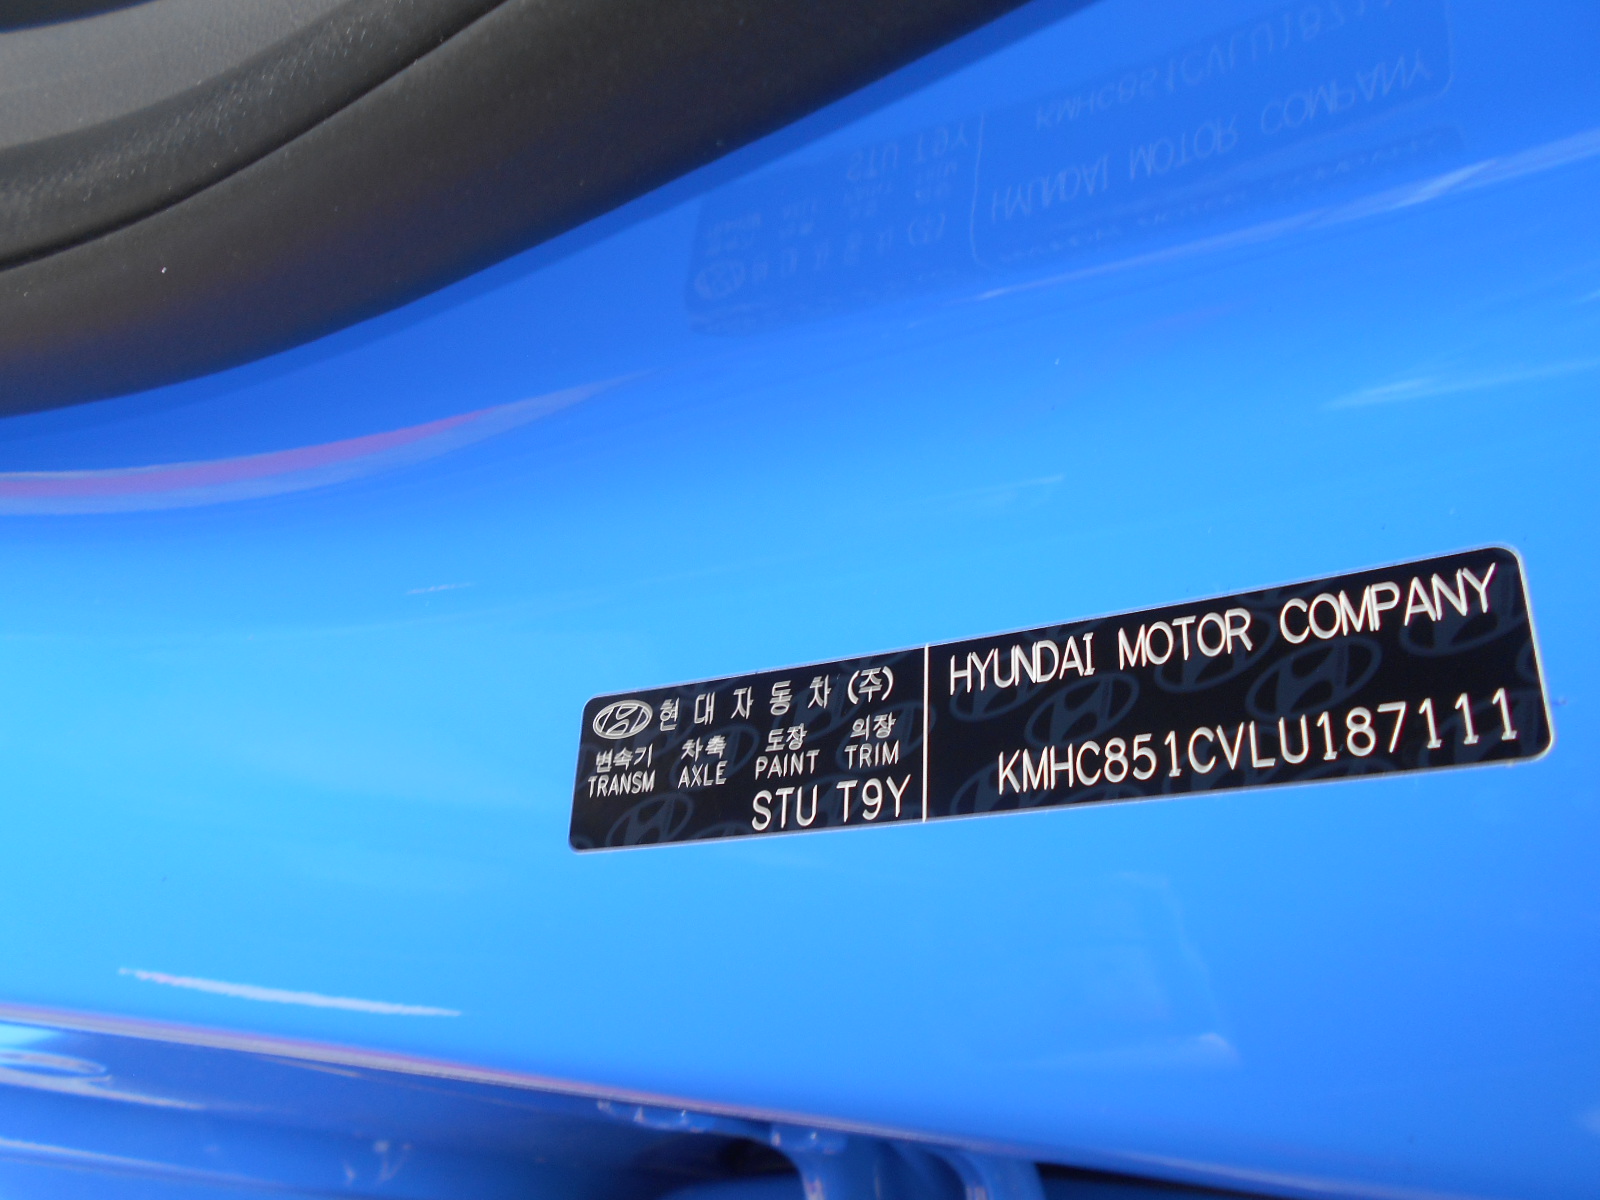 현대자동차(주)
변속기 차축 도장 의장
TRANSM AXLE PAINT TRIM
STU T9Y
HYUNDAI MOTOR COMPANY
KMHC851CVLU187111